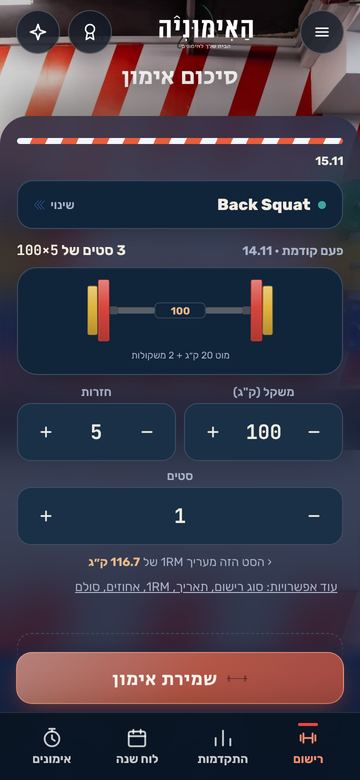 הַאִימוּנִיָּה
הבית שלך לאימונים
סיכום אימון
15.11
Back Squat
שינוי
פעם קודמת · 14.11
3 סטים של 5×100
100
מוט 20 ק״ג + 2 משקולות
משקל (ק"ג)
חזרות
− 100 +
− 5 +
סטים
− 1 +
‹ הסט הזה מעריך 1RM של 116.7 ק״ג
עוד אפשרויות: סוג רישום, תאריך, 1RM, אחוזים, סולם
שמירת אימון
רישום
התקדמות
לוח שנה
אימונים